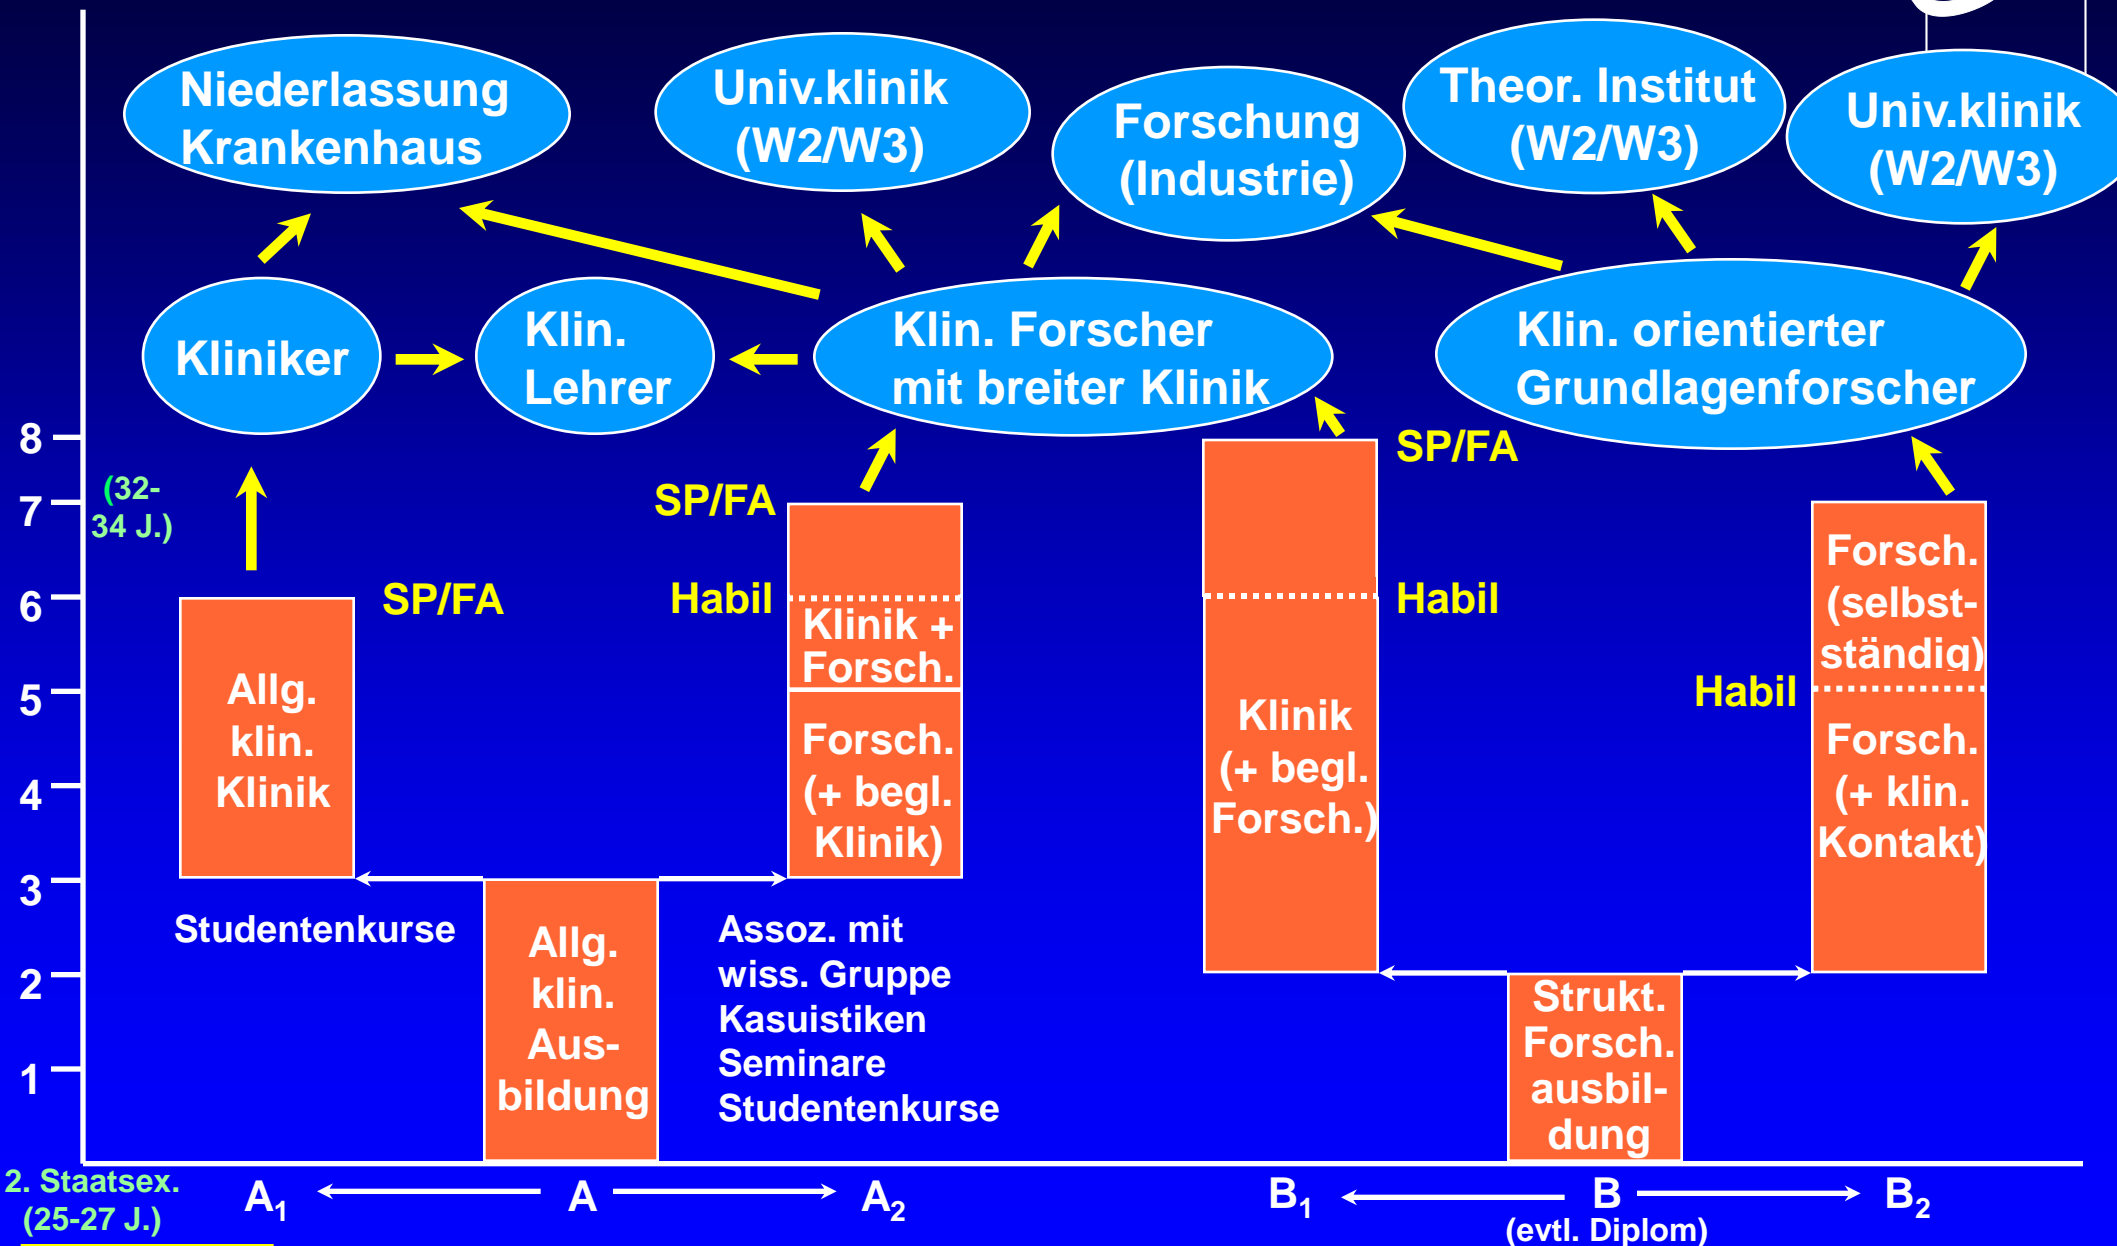 Niederlassung
Krankenhaus
Univ.klinik
(W2/W3)
Forschung
(Industrie)
Theor. Institut
(W2/W3)
Univ.klinik
(W2/W3)
Kliniker
Klin.
Lehrer
Klin. Forscher
mit breiter Klinik
Klin. orientierter
Grundlagenforscher
8
7
6
5
4
3
2
1
(32-
34 J.)
SP/FA
Allg.
klin.
Klinik
Studentenkurse
Allg.
klin.
Aus-
bildung
SP/FA
Habil
Klinik +
Forsch.
Forsch.
(+ begl.
Klinik)
Assoz. mit
wiss. Gruppe
Kasuistiken
Seminare
Studentenkurse
SP/FA
Habil
Klinik
(+ begl.
Forsch.)
Strukt.
Forsch.
ausbil-
dung
Habil
Forsch.
(selbst-
ständig)
Forsch.
(+ klin.
Kontakt)
2. Staatsex.
(25-27 J.)
A1
A
A2
B1
B
(evtl. Diplom)
B2